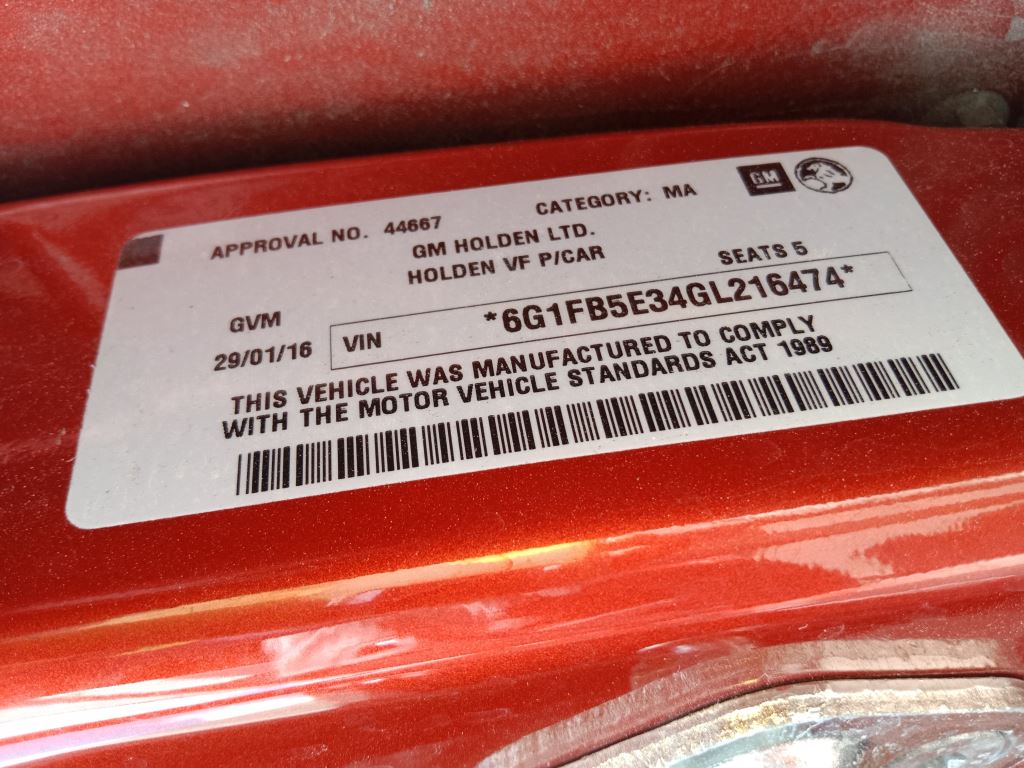 APPROVAL NO. 44667 CATEGORY: MA GM
GM HOLDEN LTD.
HOLDEN VF P/CAR SEATS 5
GVM
29/01/16 VIN *6G1FB5E34GL216474*
THIS VEHICLE WAS MANUFACTURED TO COMPLY
WITH THE MOTOR VEHICLE STANDARDS ACT 1989